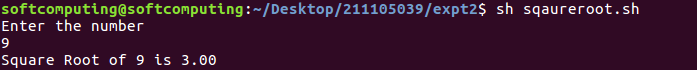 softcomputing@softcomputing:~/Desktop/211105039/expt2$ sh sqaureroot.sh
Enter the number
9
Square Root of 9 is 3.00